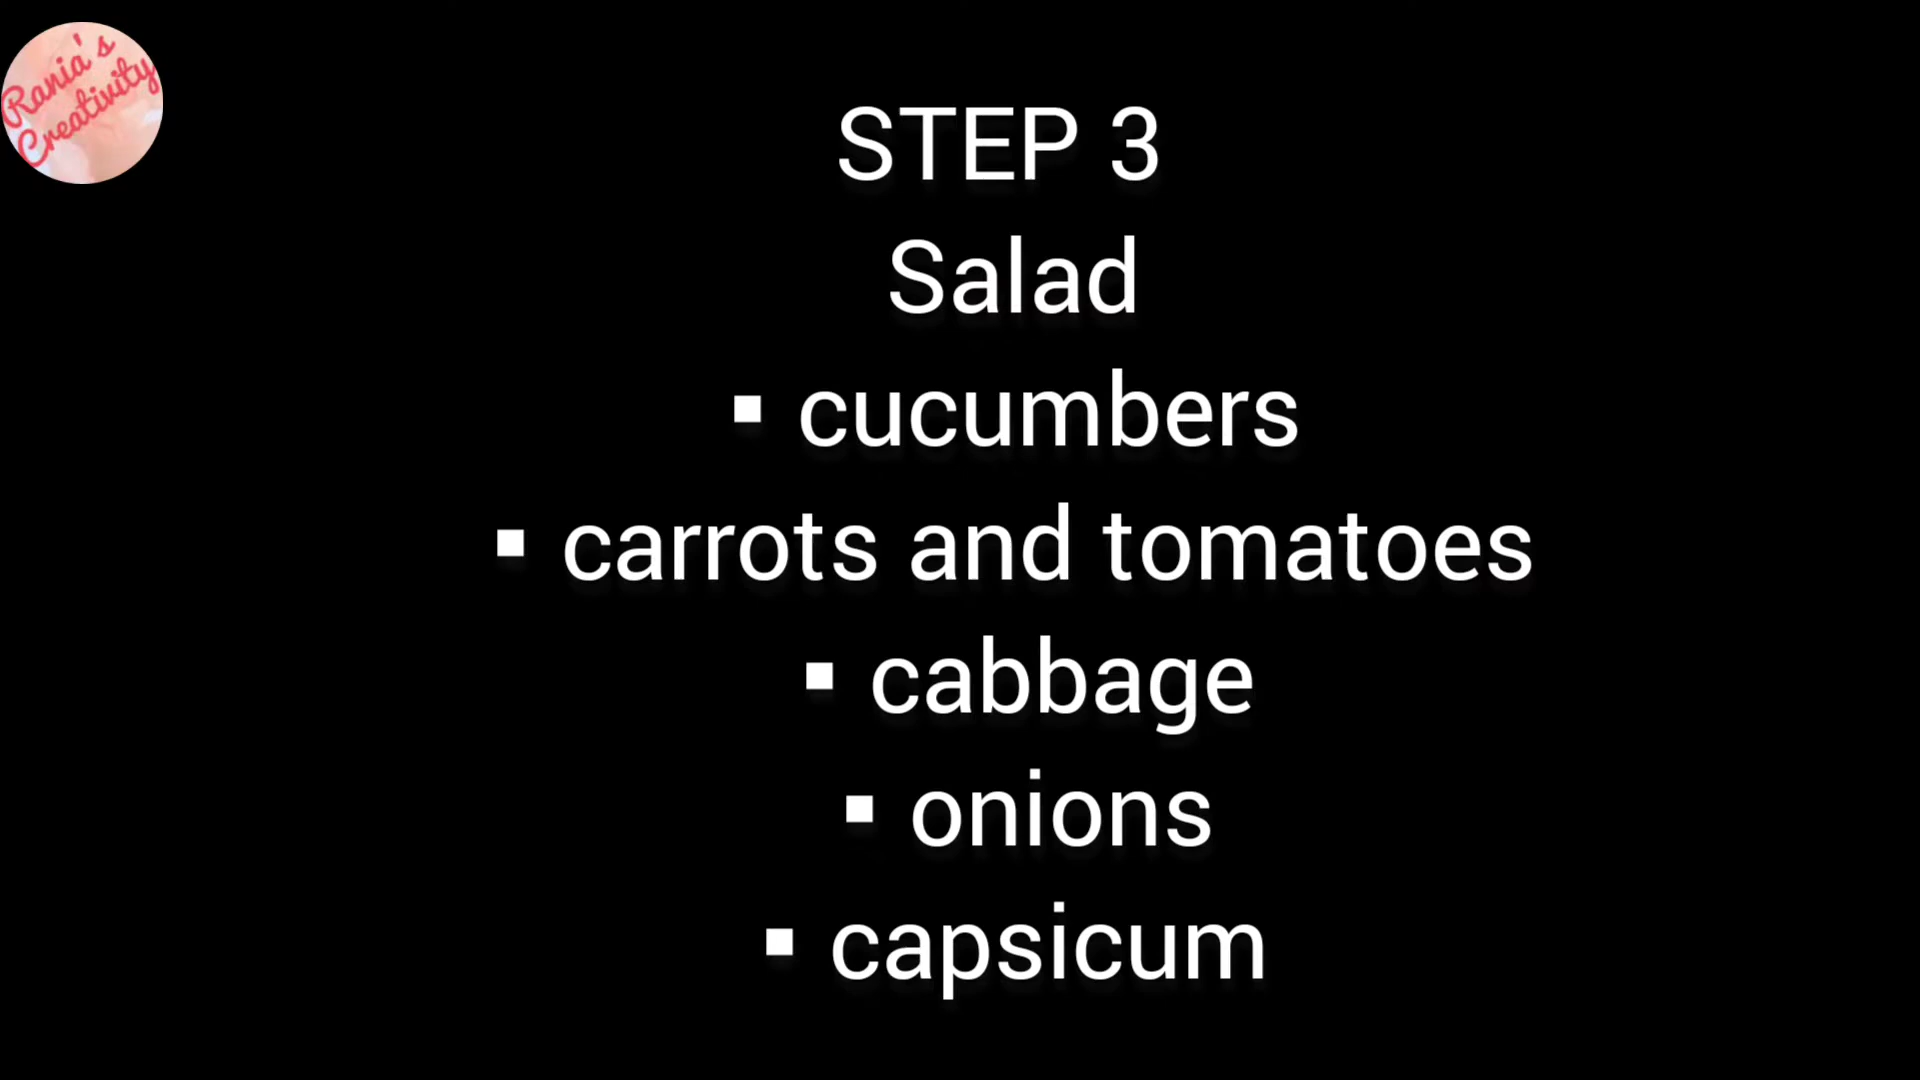 Rania's
Creativity
STEP 3
Salad
▪ cucumbers
▪ carrots and tomatoes
▪ cabbage
▪ onions
▪ capsicum